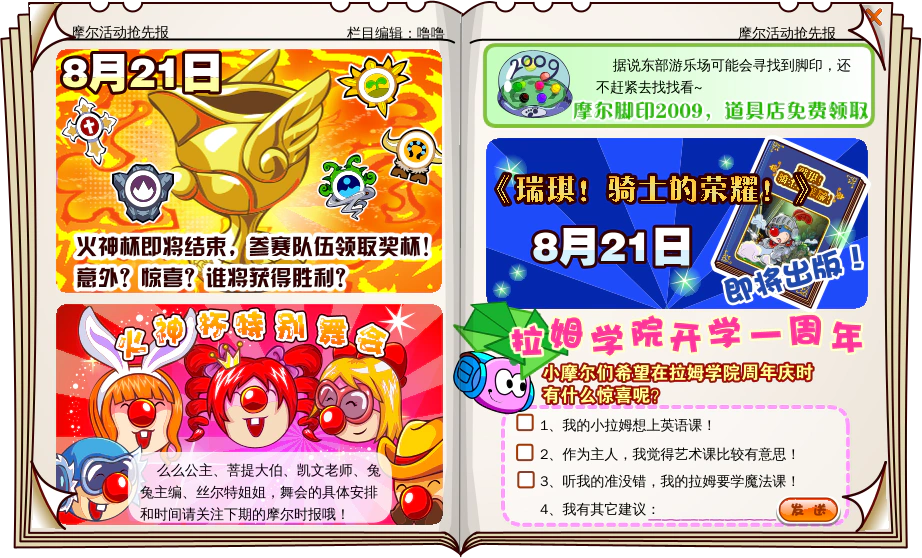 摩尔活动抢先报
栏目编辑：噜噜
8月21日
火神杯即将结束，参赛队伍领取奖杯！
意外？惊喜？谁将获得胜利？
火神杯特别舞会
么么公主、菩提大伯、凯文老师、兔
兔主编、丝尔特姐姐，舞会的具体安排
和时间请关注下期的摩尔时报哦！
摩尔活动抢先报
2009
据说东部游乐场可能会寻找到脚印，还
不赶紧去找找看~
摩尔脚印2009，道具店免费领取
《瑞琪！骑士的荣耀！》
8月21日
瑞琪！
骑士的荣耀！
即将出版！
拉姆学院开学一周年
小摩尔们希望在拉姆学院周年庆时
有什么惊喜呢？
1、我的小拉姆想上英语课！
2、作为主人，我觉得艺术课比较有意思！
3、听我的准没错，我的拉姆要学魔法课！
4、我有其它建议：
发送